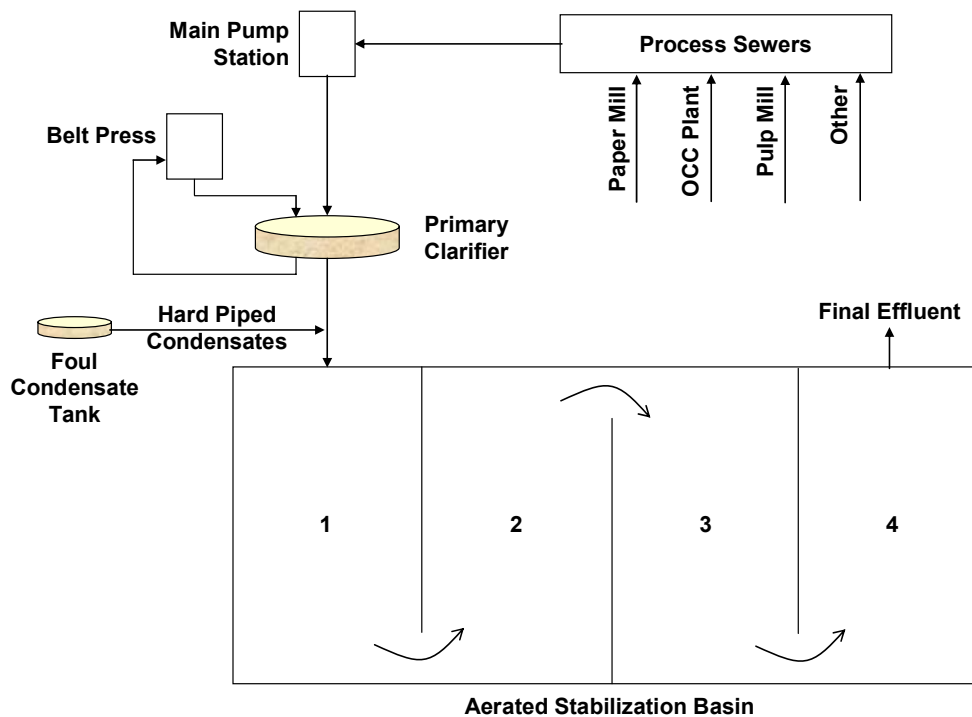 Main Pump
Station
Process Sewers
Paper Mill
OCC Plant
Pulp Mill
Other
Belt Press
Primary
Clarifier
Hard Piped
Condensates
Foul
Condensate
Tank
Final Effluent
1
2
3
4
Aerated Stabilization Basin